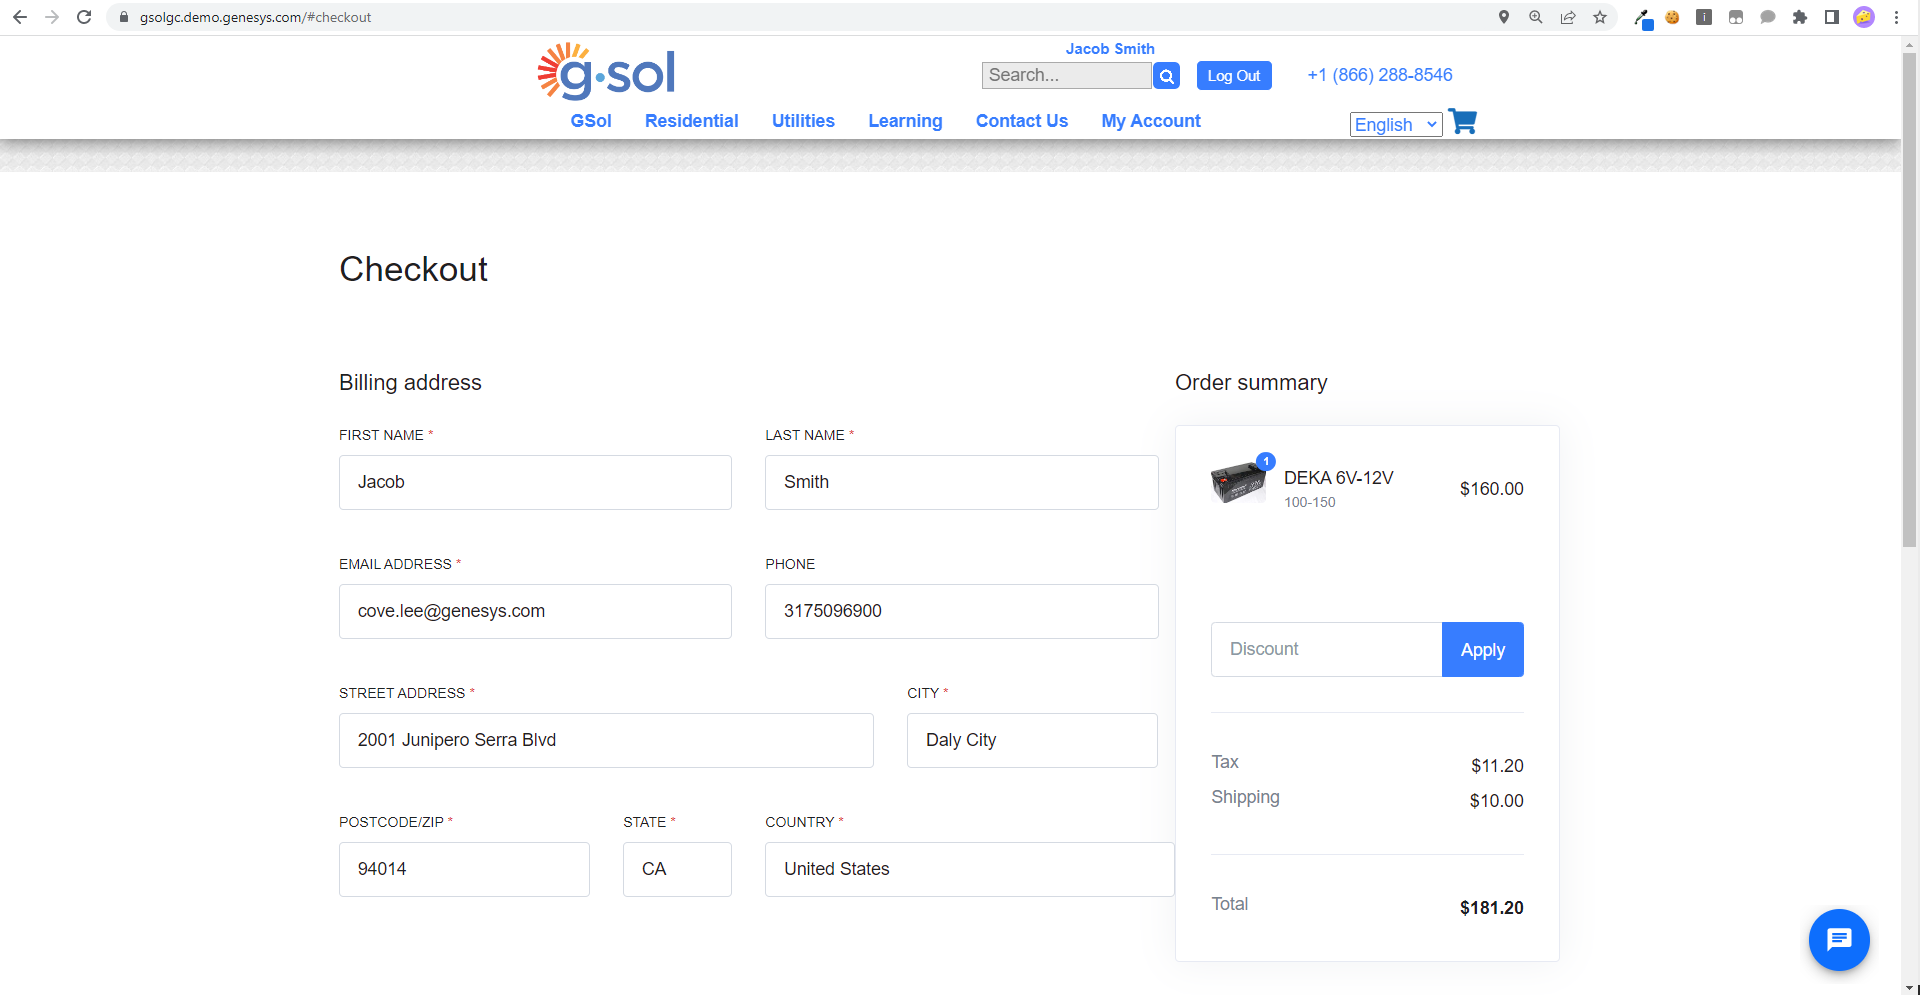 gsolgc.demo.genesys.com/#checkout
g·sol
Jacob Smith
Search...
Log Out
+1 (866) 288-8546
GSol Residential Utilities Learning Contact Us My Account
English
Checkout
Billing address
Order summary
FIRST NAME * LAST NAME *
Jacob Smith
1
DEKA 6V-12V
$160.00
100-150
EMAIL ADDRESS * PHONE
cove.lee@genesys.com 3175096900
Discount Apply
STREET ADDRESS * CITY *
2001 Junipero Serra Blvd Daly City
Tax $11.20
Shipping $10.00
POSTCODE/ZIP * STATE * COUNTRY *
94014 CA United States
Total $181.20